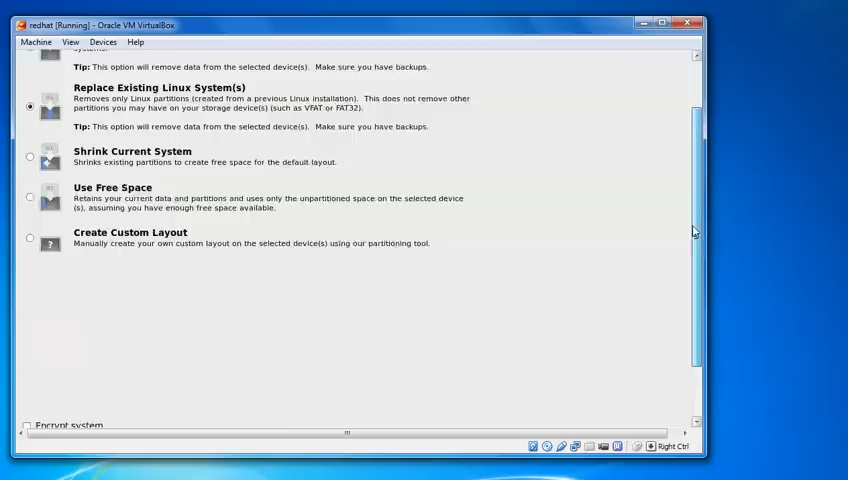 redhat [Running] - Oracle VM VirtualBox
Machine View Devices Help
systems.
Tip: This option will remove data from the selected device(s). Make sure you have backups.
Replace Existing Linux System(s)
Removes only Linux partitions (created from a previous Linux installation). This does not remove other
partitions you may have on your storage device(s) (such as VFAT or FAT32).
Tip: This option will remove data from the selected device(s). Make sure you have backups.
Shrink Current System
Shrinks existing partitions to create free space for the default layout.
Use Free Space
Retains your current data and partitions and uses only the unpartitioned space on the selected device
(s), assuming you have enough free space available.
Create Custom Layout
Manually create your own custom layout on the selected device(s) using our partitioning tool.
Encrypt system
Right Ctrl